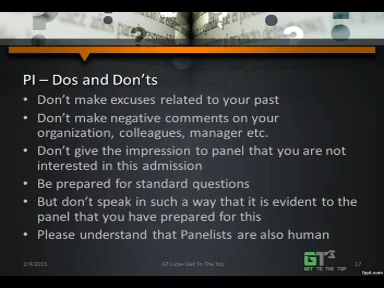 PI – Dos and Don'ts
• Don't make excuses related to your past
• Don't make negative comments on your
organization, colleagues, manager etc.
• Don't give the impression to panel that you are not
interested in this admission
• Be prepared for standard questions
• But don't speak in such a way that it is evident to the
panel that you have prepared for this
• Please understand that Panelists are also human
2/4/2015
GTCube-Get To The Top
GT3
GET TO THE TOP
17
fppt.com